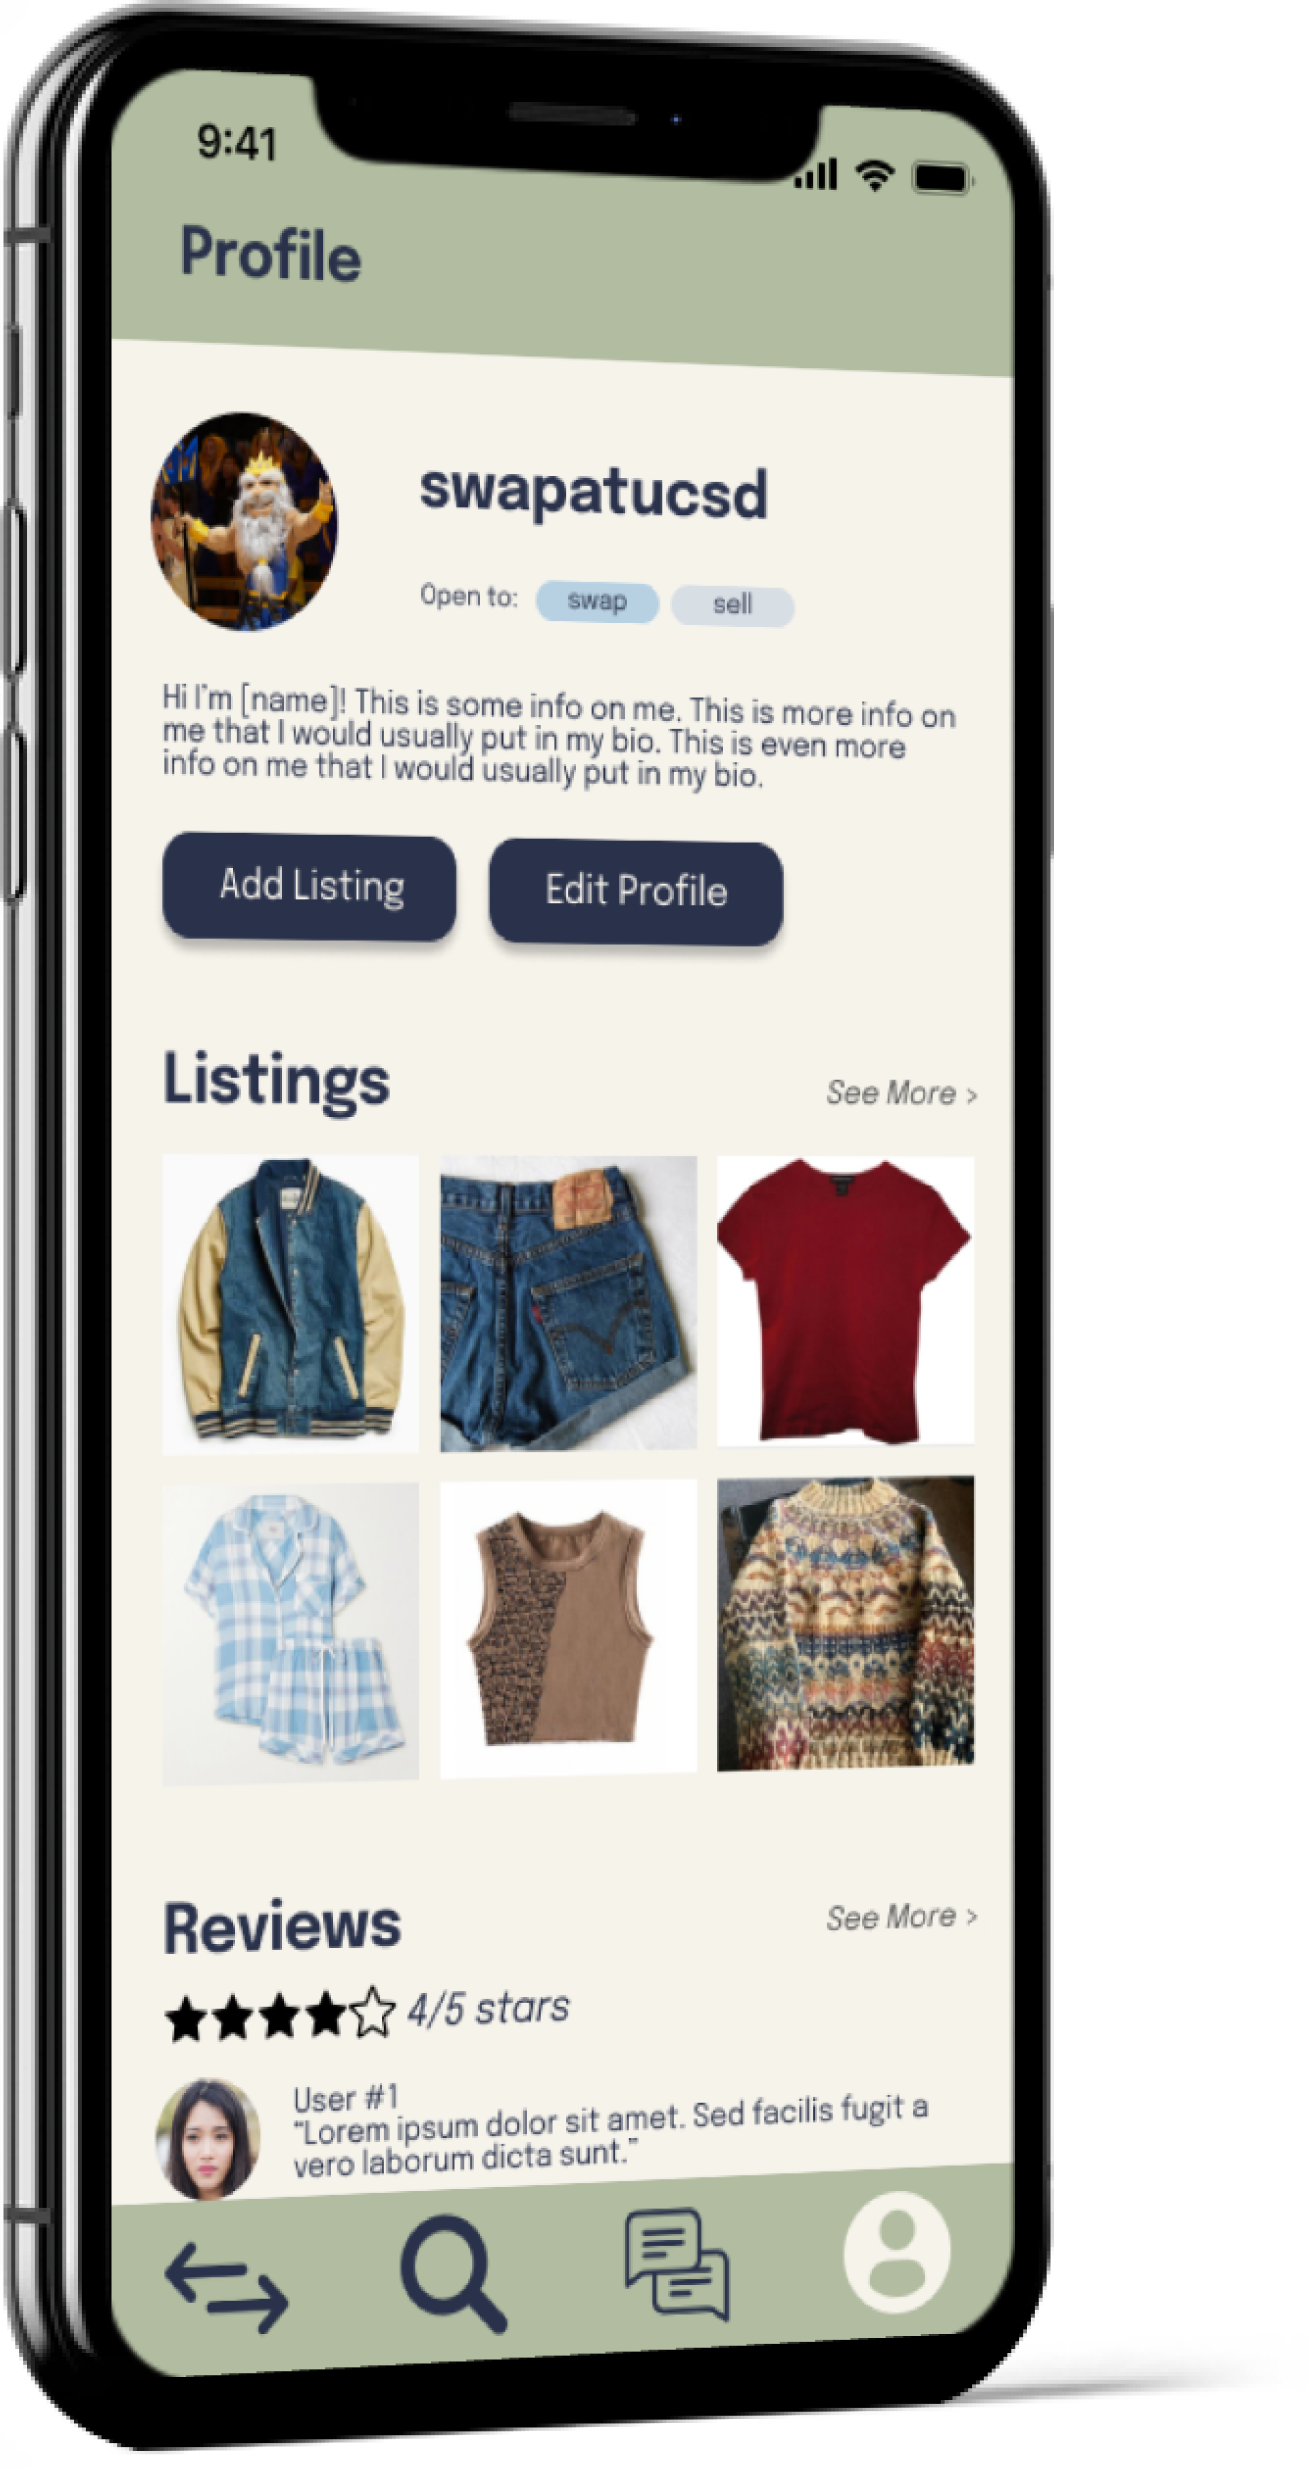 9:41
Profile
swapatucsd
Open to: swap sell
Hi I'm [name]! This is some info on me. This is more info on
me that I would usually put in my bio. This is even more
info on me that I would usually put in my bio.
Add Listing Edit Profile
Listings
See More >
Reviews
See More >
4/5 stars
User #1
"Lorem ipsum dolor sit amet. Sed facilis fugit a
vero laborum dicta sunt."